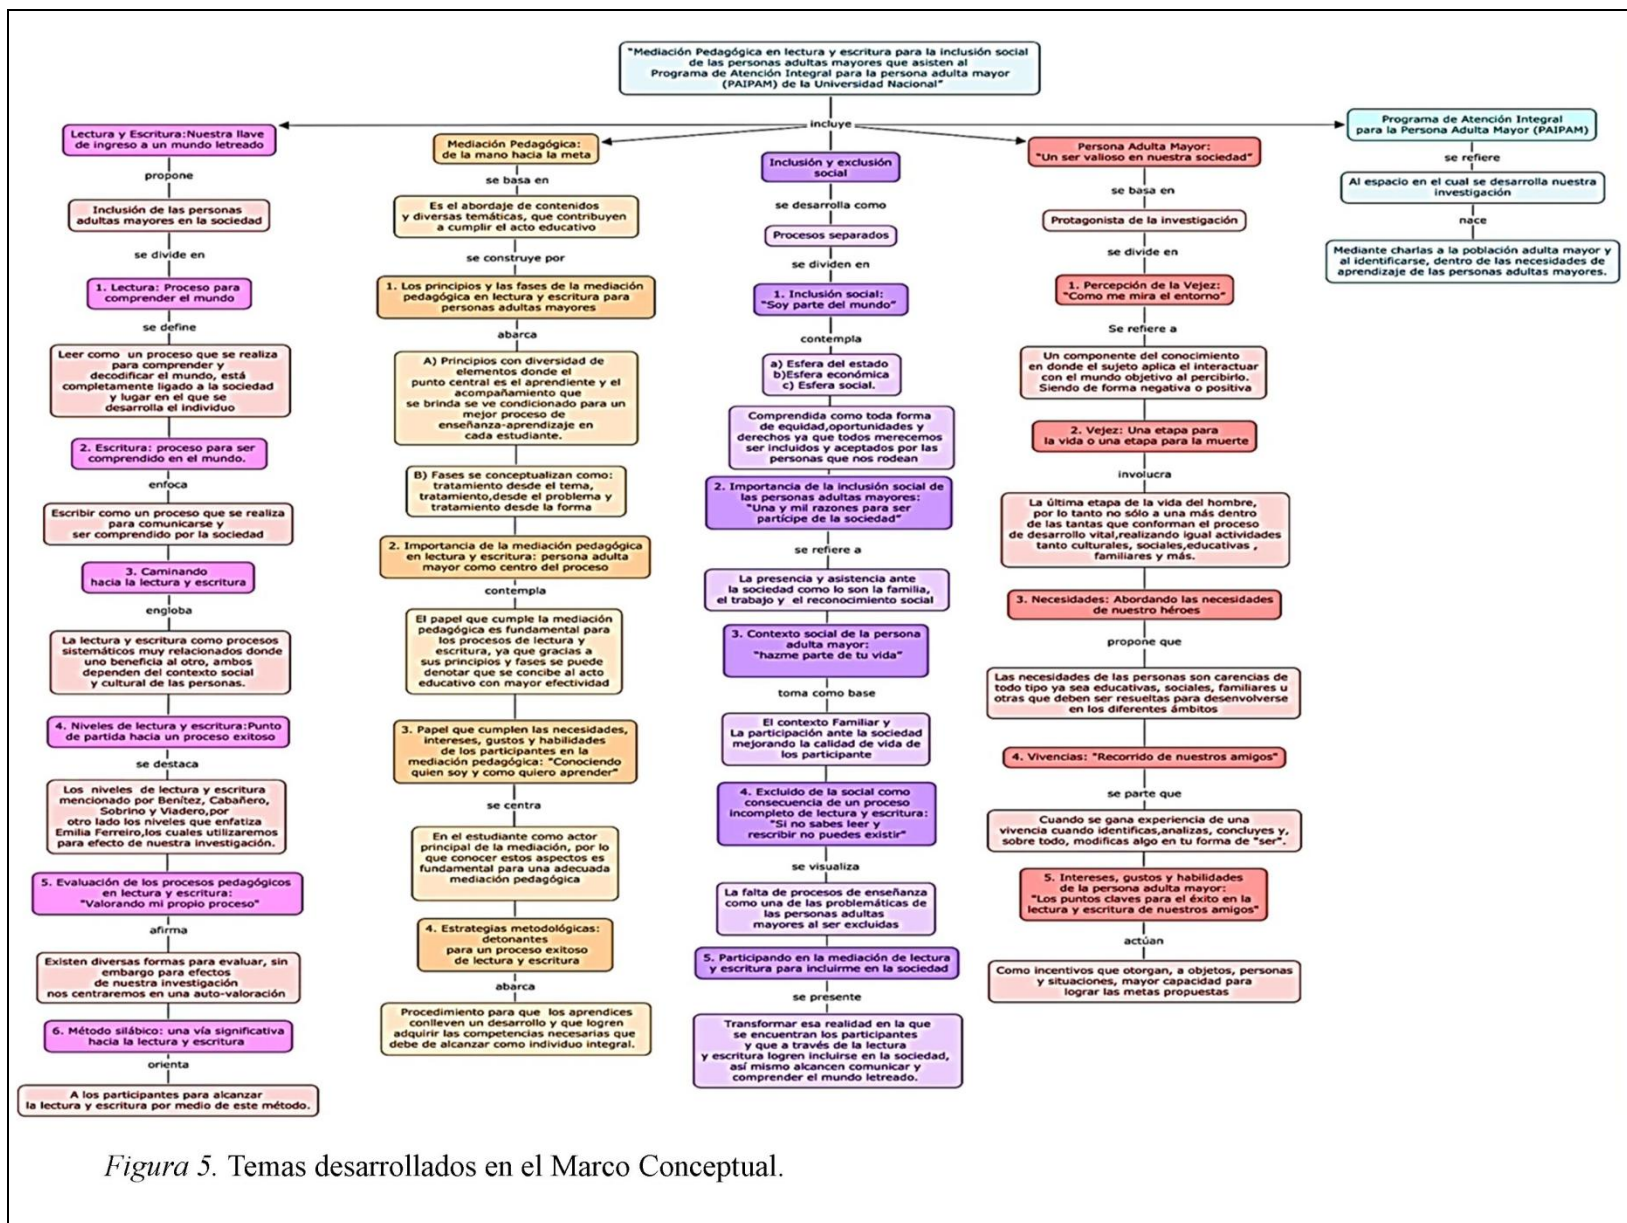 "Mediación Pedagógica en lectura y escritura para la inclusión social
de las personas adultas mayores que asisten al
Programa de Atención Integral para la persona adulta mayor
(PAIPAM) de la Universidad Nacional"
incluye
Lectura y Escritura:Nuestra llave
de ingreso a un mundo letreado
propone
Inclusión de las personas
adultas mayores en la sociedad
se divide en
1. Lectura: Proceso para
comprender el mundo
se define
Leer como un proceso que se realiza
para comprender y
decodificar el mundo, está
completamente ligado a la sociedad
y lugar en el que se
desarrolla el individuo
2. Escritura: proceso para ser
comprendido en el mundo.
enfoca
Escribir como un proceso que se realiza
para comunicarse y
ser comprendido por la sociedad
3. Caminando
hacia la lectura y escritura
engloba
La lectura y escritura como procesos
sistemáticos muy relacionados donde
uno beneficia al otro, ambos
dependen del contexto social
y cultural de las personas.
4. Niveles de lectura y escritura:Punto
de partida hacia un proceso exitoso
se destaca
Los niveles de lectura y escritura
mencionado por Benítez, Cabañero,
Sobrino y Viadero,por
otro lado los niveles que enfatiza
Emilia Ferreiro,los cuales utilizaremos
para efecto de nuestra investigación.
5. Evaluación de los procesos pedagógicos
en lectura y escritura:
"Valorando mi propio proceso"
afirma
Existen diversas formas para evaluar, sin
embargo para efectos
de nuestra investigación
nos centraremos en una auto-valoración
6. Método silábico: una vía significativa
hacia la lectura y escritura
orienta
A los participantes para alcanzar
la lectura y escritura por medio de este método.
Mediación Pedagógica:
de la mano hacia la meta
se basa en
Es el abordaje de contenidos
y diversas temáticas, que contribuyen
a cumplir el acto educativo
se construye por
1. Los principios y las fases de la mediación
pedagógica en lectura y escritura para
personas adultas mayores
abarca
A) Principios con diversidad de
elementos donde el
punto central es el aprendiente y el
acompañamiento que
se brinda se ve condicionado para un
mejor proceso de
enseñanza-aprendizaje en
cada estudiante.
B) Fases se conceptualizan como:
tratamiento desde el tema,
tratamiento,desde el problema y
tratamiento desde la forma
2. Importancia de la mediación pedagógica
en lectura y escritura: persona adulta
mayor como centro del proceso
contempla
El papel que cumple la mediación
pedagógica es fundamental para
los procesos de lectura y
escritura, ya que gracias a
sus principios y fases se puede
denotar que se concibe al acto
educativo con mayor efectividad
3. Papel que cumplen las necesidades,
intereses, gustos y habilidades
de los participantes en la
mediación pedagógica: "Conociendo
quien soy y como quiero aprender"
se centra
En el estudiante como actor
principal de la mediación, por lo
que conocer estos aspectos es
fundamental para una adecuada
mediación pedagógica
4. Estrategias metodológicas:
detonantes
para un proceso exitoso
de lectura y escritura
abarca
Procedimiento para que los aprendices
conlleven un desarrollo y que logren
adquirir las competencias necesarias que
debe de alcanzar como individuo integral.
Inclusión y exclusión
social
se desarrolla como
Procesos separados
se dividen en
1. Inclusión social:
"Soy parte del mundo"
contempla
a) Esfera del estado
b)Esfera económica
c) Esfera social.
Comprendida como toda forma
de equidad,oportunidades y
derechos ya que todos merecemos
ser incluidos y aceptados por las
personas que nos rodean
2. Importancia de la inclusión social de
las personas adultas mayores:
"Una y mil razones para ser
partícipe de la sociedad"
se refiere a
La presencia y asistencia ante
la sociedad como lo son la familia,
el trabajo y el reconocimiento social
3. Contexto social de la persona
adulta mayor:
"hazme parte de tu vida"
toma como base
El contexto Familiar y
La participación ante la sociedad
mejorando la calidad de vida de
los participante
4. Excluido de la social como
consecuencia de un proceso
incompleto de lectura y escritura:
"Si no sabes leer y
rescribir no puedes existir"
se visualiza
La falta de procesos de enseñanza
como una de las problemáticas de
las personas adultas
mayores al ser excluidas
5. Participando en la mediación de lectura
y escritura para incluirme en la sociedad
se presente
Transformar esa realidad en la que
se encuentran los participantes
y que a través de la lectura
y escritura logren incluirse en la sociedad,
así mismo alcancen comunicar y
comprender el mundo letreado.
Persona Adulta Mayor:
"Un ser valioso en nuestra sociedad"
se basa en
Protagonista de la investigación
se divide en
1. Percepción de la Vejez:
"Como me mira el entorno"
Se refiere a
Un componente del conocimiento
en donde el sujeto aplica el interactuar
con el mundo objetivo al percibirlo.
Siendo de forma negativa o positiva
2. Vejez: Una etapa para
la vida o una etapa para la muerte
involucra
La última etapa de la vida del hombre,
por lo tanto no sólo a una más dentro
de las tantas que conforman el proceso
de desarrollo vital,realizando igual actividades
tanto culturales, sociales,educativas ,
familiares y más.
3. Necesidades: Abordando las necesidades
de nuestro héroes
propone que
Las necesidades de las personas son carencias de
todo tipo ya sea educativas, sociales, familiares u
otras que deben ser resueltas para desenvolverse
en los diferentes ámbitos
4. Vivencias: "Recorrido de nuestros amigos"
se parte que
Cuando se gana experiencia de una
vivencia cuando identificas,analizas, concluyes y,
sobre todo, modificas algo en tu forma de "ser".
5. Intereses, gustos y habilidades
de la persona adulta mayor:
"Los puntos claves para el éxito en la
lectura y escritura de nuestros amigos"
actúan
Como incentivos que otorgan, a objetos, personas
y situaciones, mayor capacidad para
lograr las metas propuestas
Programa de Atención Integral
para la Persona Adulta Mayor (PAIPAM)
se refiere
Al espacio en el cual se desarrolla nuestra
investigación
nace
Mediante charlas a la población adulta mayor y
al identificarse, dentro de las necesidades de
aprendizaje de las personas adultas mayores.
Figura 5. Temas desarrollados en el Marco Conceptual.